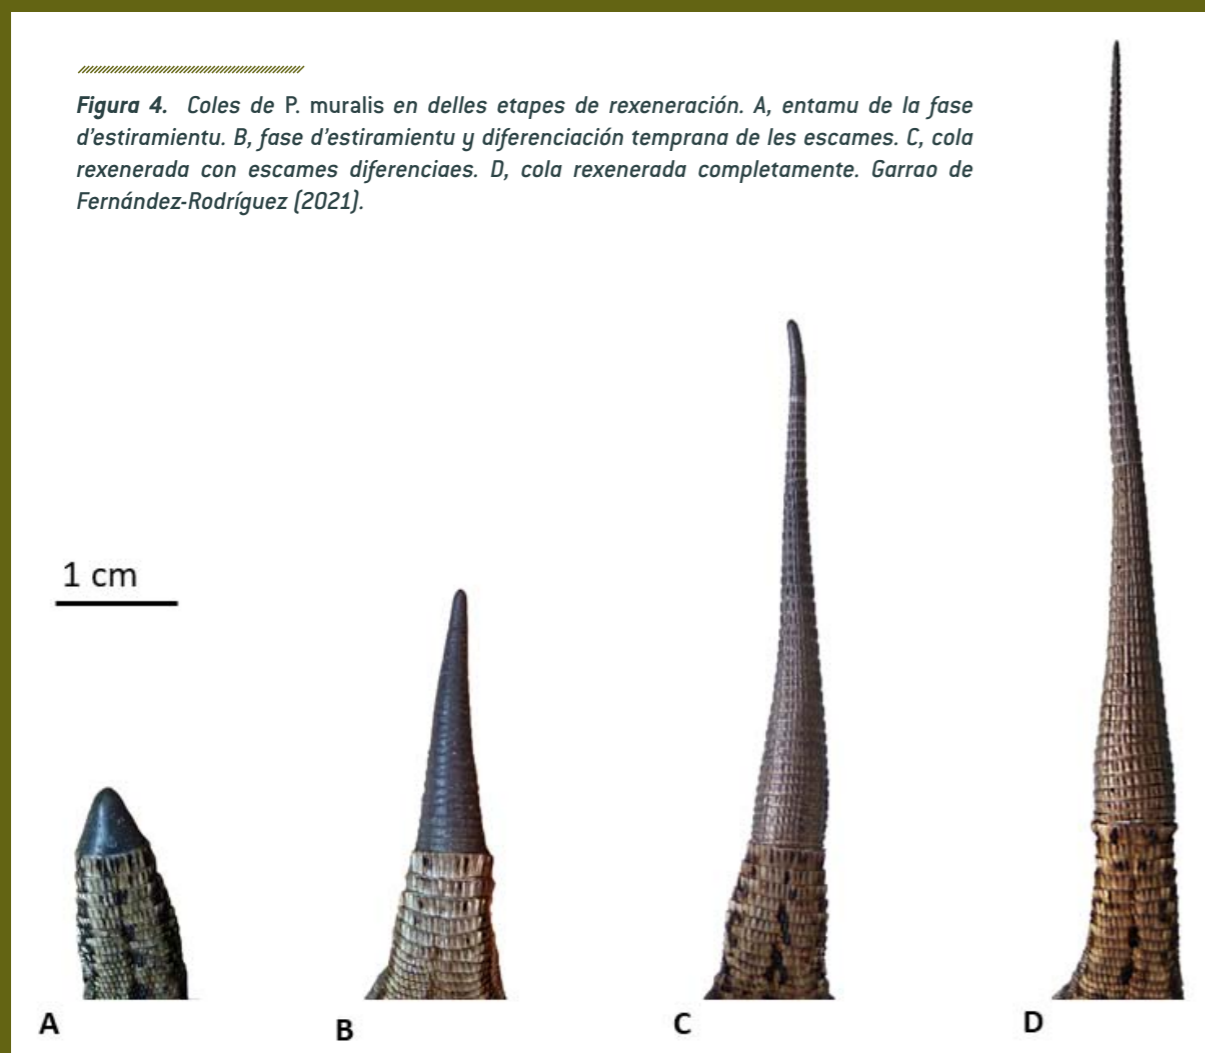 Figura 4. Coles de P. muralis en delles etapes de rexeneración. A, entamu de la fase
d'estiramientu. B, fase d'estiramientu y diferenciación temprana de les escames. C, cola
rexenerada con escames diferenciaes. D, cola rexenerada completamente. Garrao de
Fernández-Rodríguez (2021).
1 cm
A
B
C
D